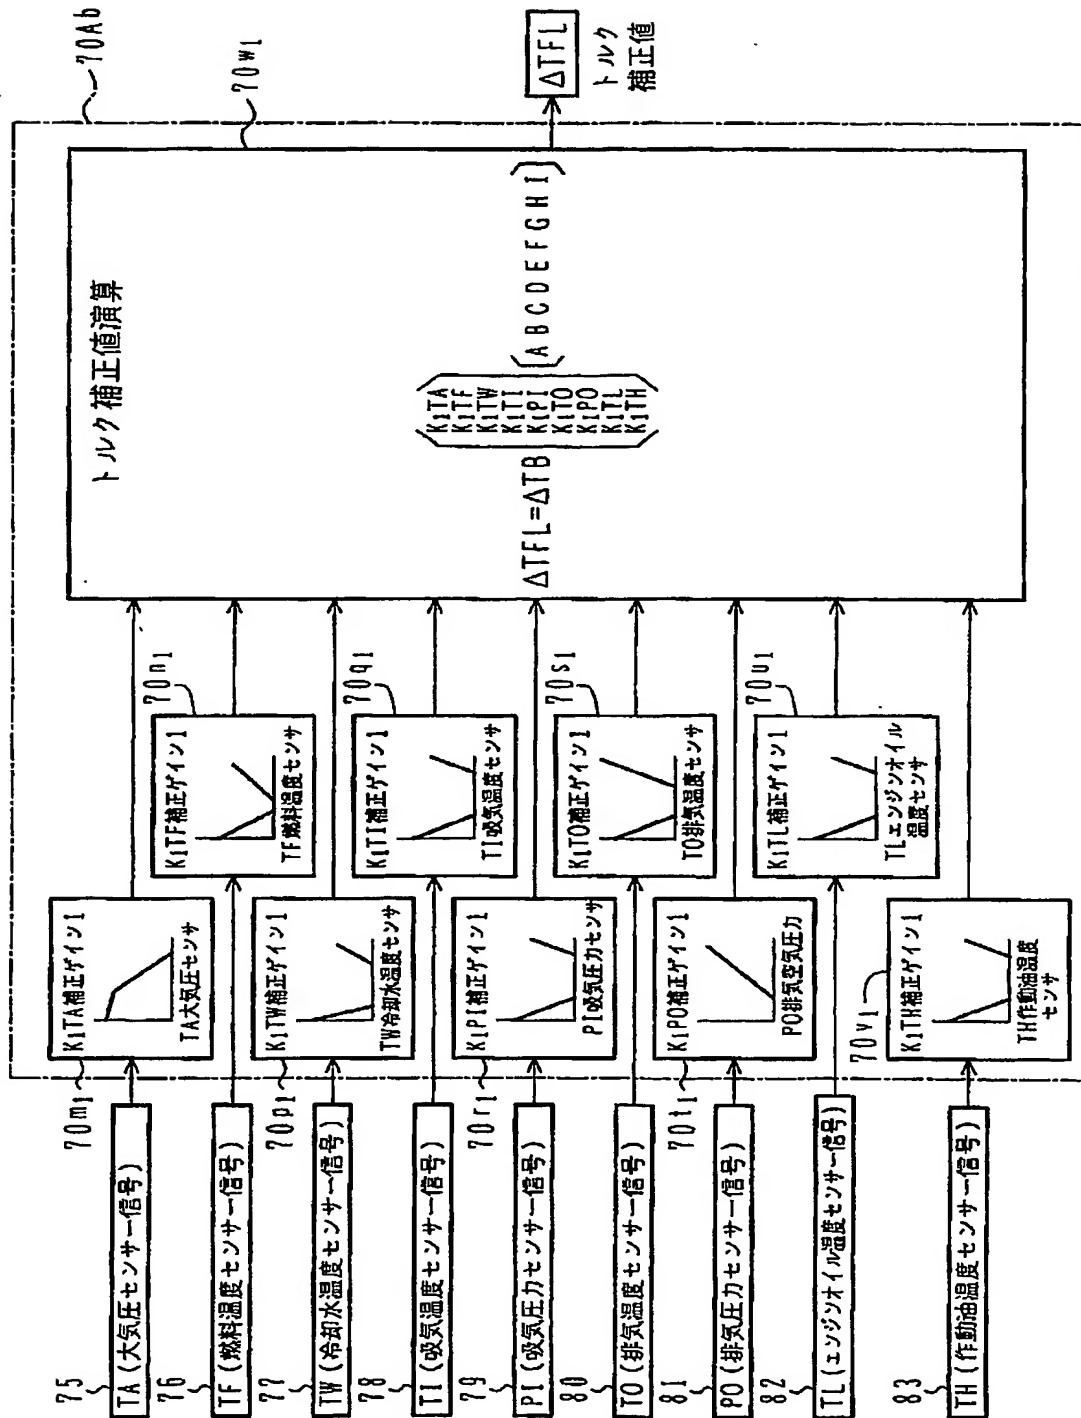 75
TA(大気圧センサー信号)
76
TF(燃料温度センサー信号)
77
TW(冷却水温度センサー信号)
78
TI(吸気温度センサー信号)
79
PI(吸気圧力センサー信号)
80
TO(排気温度センサー信号)
81
PO(排気圧力センサー信号)
82
TL(エンジンオイル温度センサー信号)
83
TH(作動油温度センサー信号)
70m1
K1TA補正ゲイン1
TA大気圧センサ
70n1
K1TF補正ゲイン1
TF燃料温度センサ
70p1
K1TW補正ゲイン1
TW冷却水温度センサ
70q1
K1TI補正ゲイン1
TI吸気温度センサ
70r1
K1PI補正ゲイン1
PI吸気圧力センサ
70s1
K1TO補正ゲイン1
TO排気温度センサ
70t1
K1PO補正ゲイン1
PO排気空気圧力
70u1
K1TL補正ゲイン1
TLエンジンオイル
温度センサ
70v1
K1TH補正ゲイン1
TH作動油温度
センサ
トルク補正値演算
ΔTFL=ΔTB
K1TA
K1TF
K1TW
K1TI
K1PI
K1TO
K1PO
K1TL
K1TH
(A B C D E F G H I)
70w1
70Ab
ΔTFL
トルク
補正値